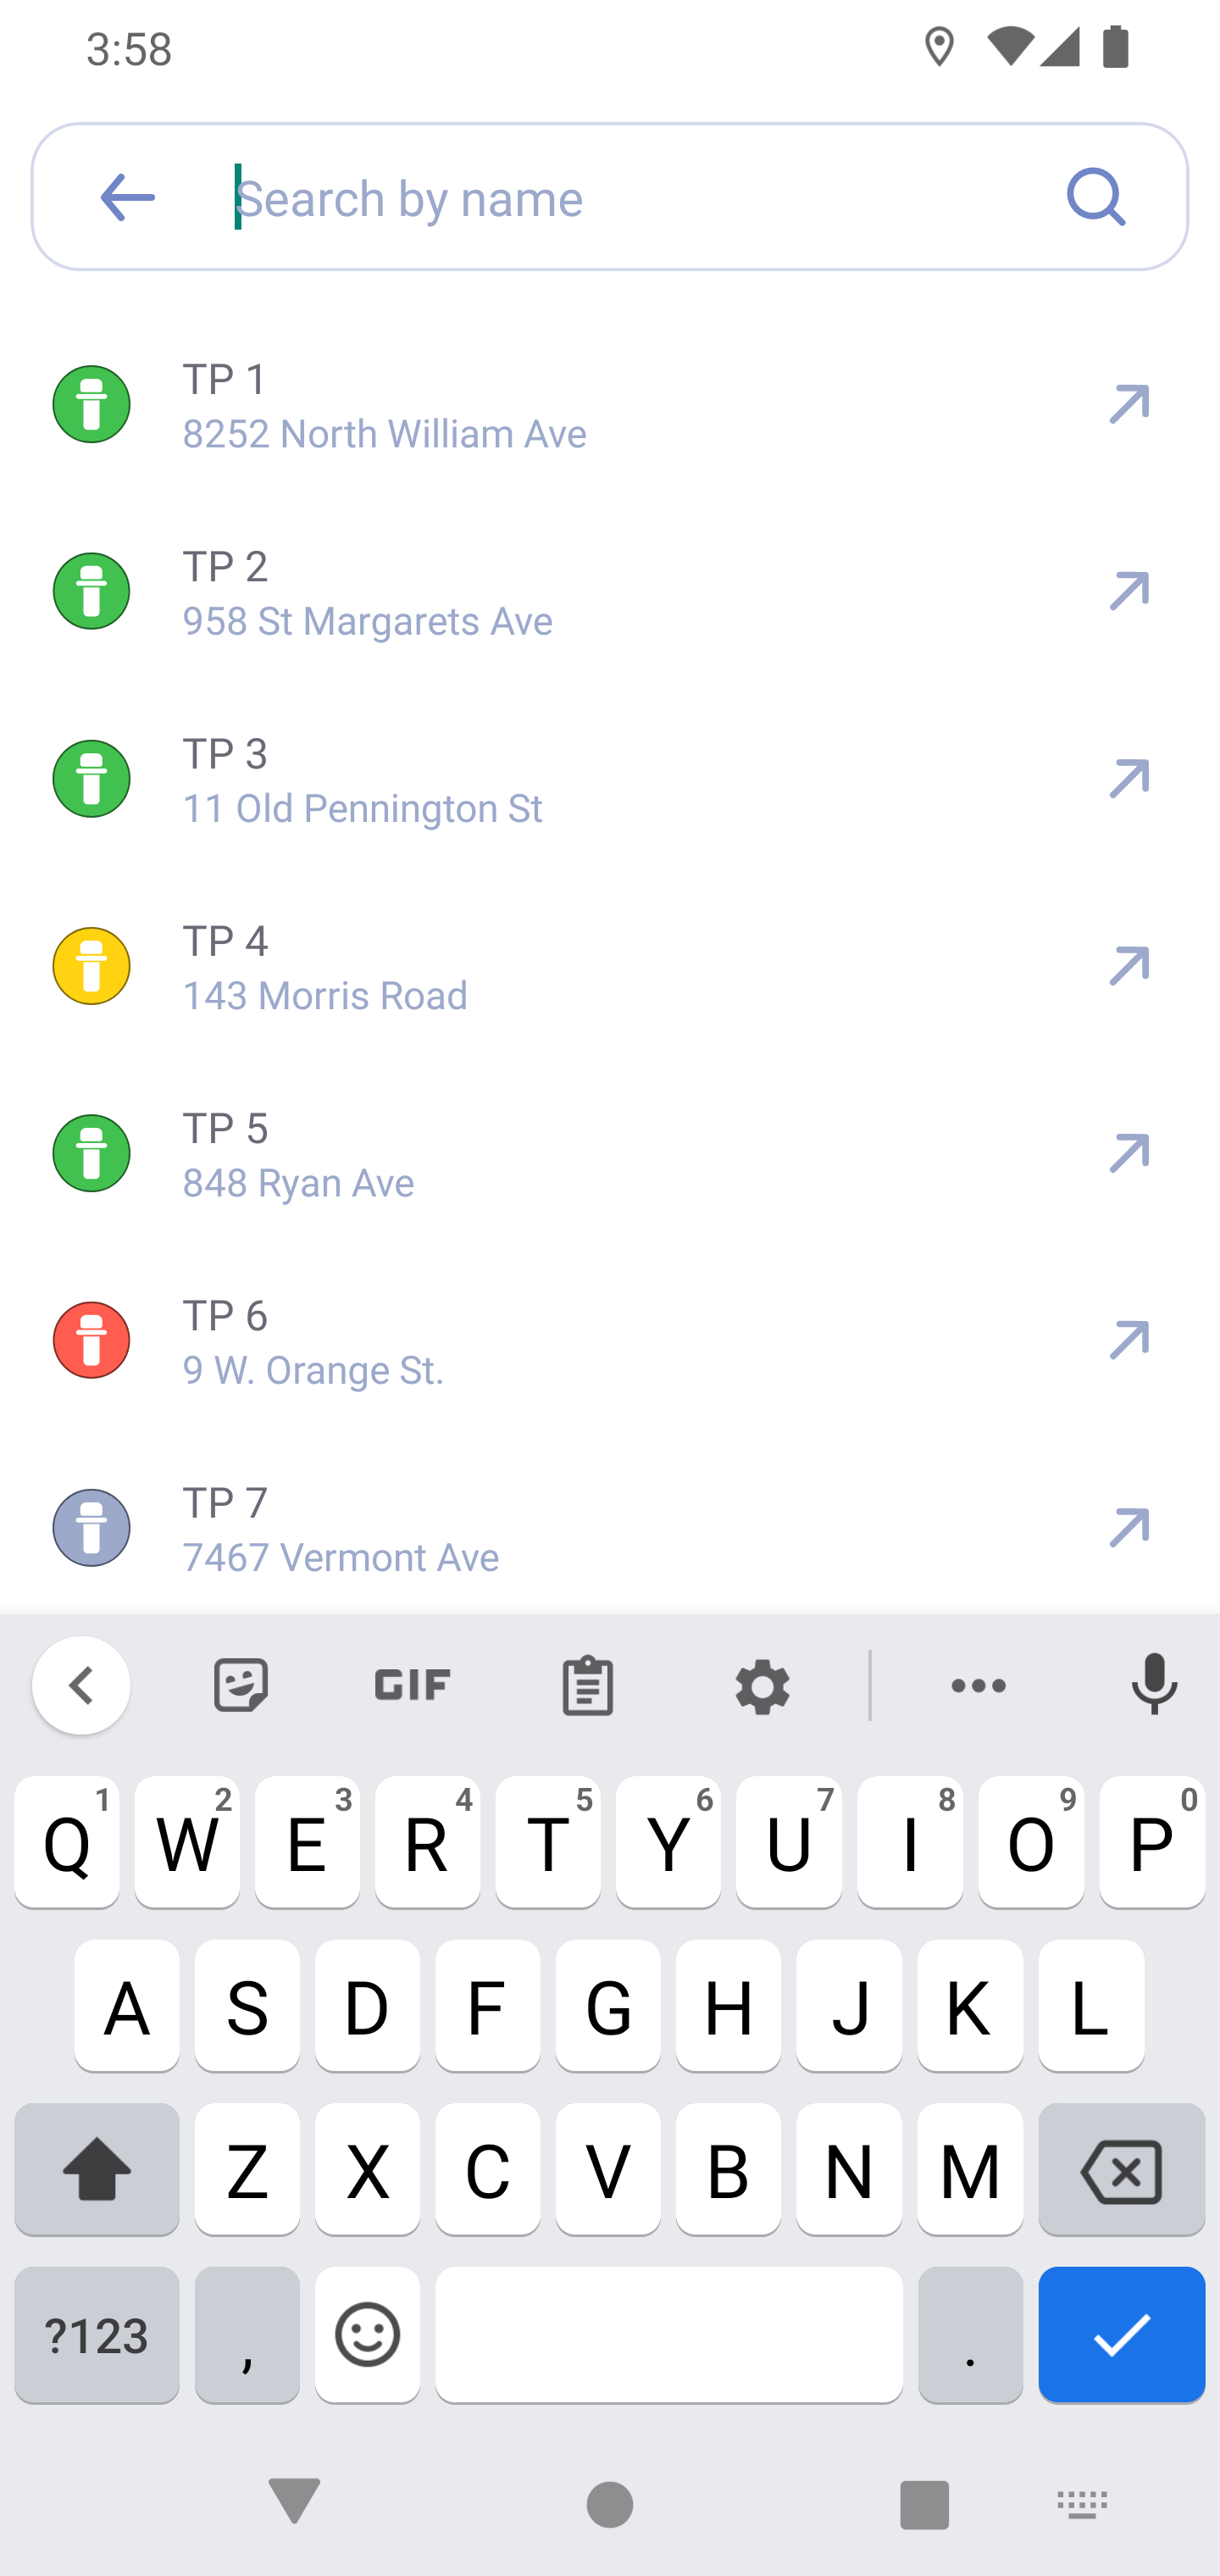 3:58
Search by name
TP 1
8252 North William Ave
TP 2
958 St Margarets Ave
TP 3
11 Old Pennington St
TP 4
143 Morris Road
TP 5
848 Ryan Ave
TP 6
9 W. Orange St.
TP 7
7467 Vermont Ave
GIF
Q 1 W 2 E 3 R 4 T 5 Y 6 U 7 I 8 O 9 P 0
A S D F G H J K L
Z X C V B N M
?123 , .